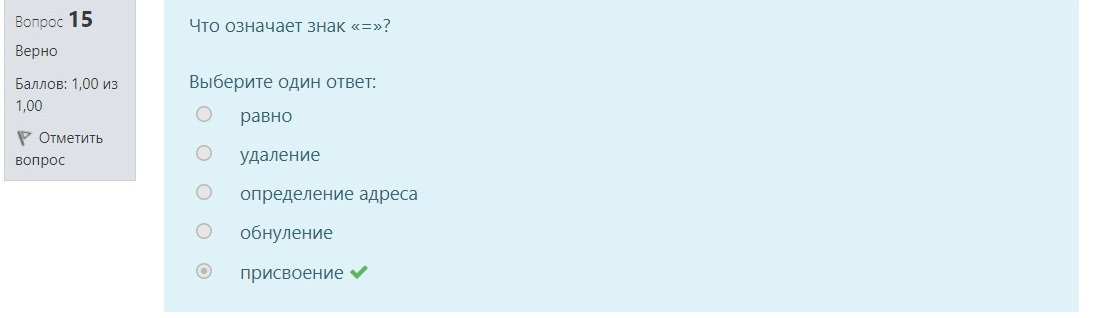 Вопрос 15
Верно
Баллов: 1,00 из
1,00
Отметить
вопрос
Что означает знак «=»?
Выберите один ответ:
равно
удаление
определение адреса
обнуление
присвоение